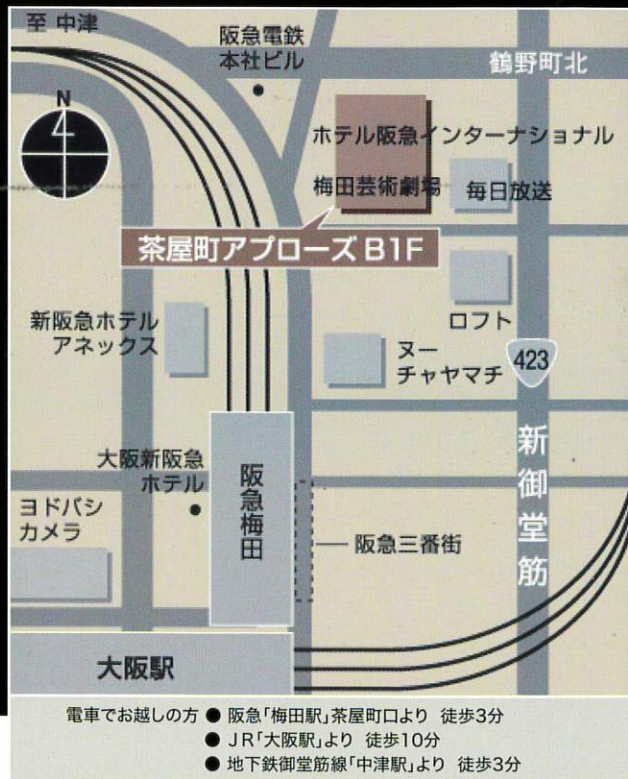 至 中津
阪急電鉄
本社ビル
鶴野町北
N
ホテル阪急インターナショナル
梅田芸術劇場
毎日放送
茶屋町アプローズ B1F
ロフト
新阪急ホテル
アネックス
ヌー
チャヤマチ
423
新御堂筋
大阪新阪急
ホテル
阪急梅田
ヨドバシ
カメラ
阪急三番街
大阪駅
電車でお越しの方 ● 阪急「梅田駅」茶屋町口より 徒歩3分
● JR「大阪駅」より 徒歩10分
● 地下鉄御堂筋線「中津駅」より 徒歩3分